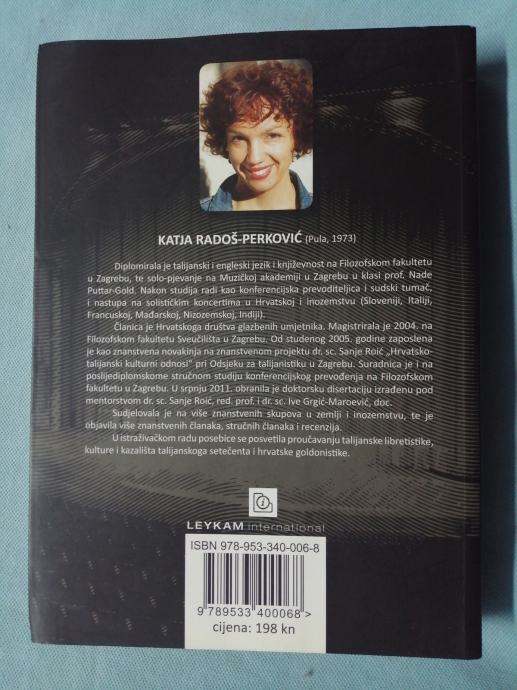 KATJA RADOŠ-PERKOVIĆ (Pula, 1973)
Diplomirala je talijanski i engleski jezik i književnost na Filozofskom fakultetu
u Zagrebu, te solo-pjevanje na Muzičkoj akademiji u Zagrebu u klasi prof. Nade
Puttar-Gold. Nakon studija radi kao konferencijska prevoditeljica i sudski tumač,
i nastupa na solističkim koncertima u Hrvatskoj i inozemstvu (Sloveniji, Italiji,
Francuskoj, Mađarskoj, Nizozemskoj, Indiji).
Članica je Hrvatskoga društva glazbenih umjetnika. Magistrirala je 2004. na
Filozofskom fakultetu Sveučilišta u Zagrebu. Od studenog 2005. godine zaposlena
je kao znanstvena novakinja na znanstvenom projektu dr. sc. Sanje Roić „Hrvatsko-
talijanski kulturni odnosi" pri Odsjeku za talijanistiku u Zagrebu. Suradnica je i na
poslijediplomskome stručnom studiju konferencijskog prevođenja na Filozofskom
fakultetu u Zagrebu. U srpnju 2011. obranila je doktorsku disertaciju izrađenu pod
mentorstvom dr. sc. Sanje Roić, red. prof. i dr. sc. Ive Grgić-Maroević, doc.
Sudjelovala je na više znanstvenih skupova u zemlji i inozemstvu, te je
objavila više znanstvenih članaka, stručnih članaka i recenzija.
U istraživačkom radu posebice se posvetila proučavanju talijanske libretistike,
kulture i kazališta talijanskoga setečenta i hrvatske goldonistike.
LEYKAM international
ISBN 978-953-340-006-8
9 789533 400068 >
cijena: 198 kn